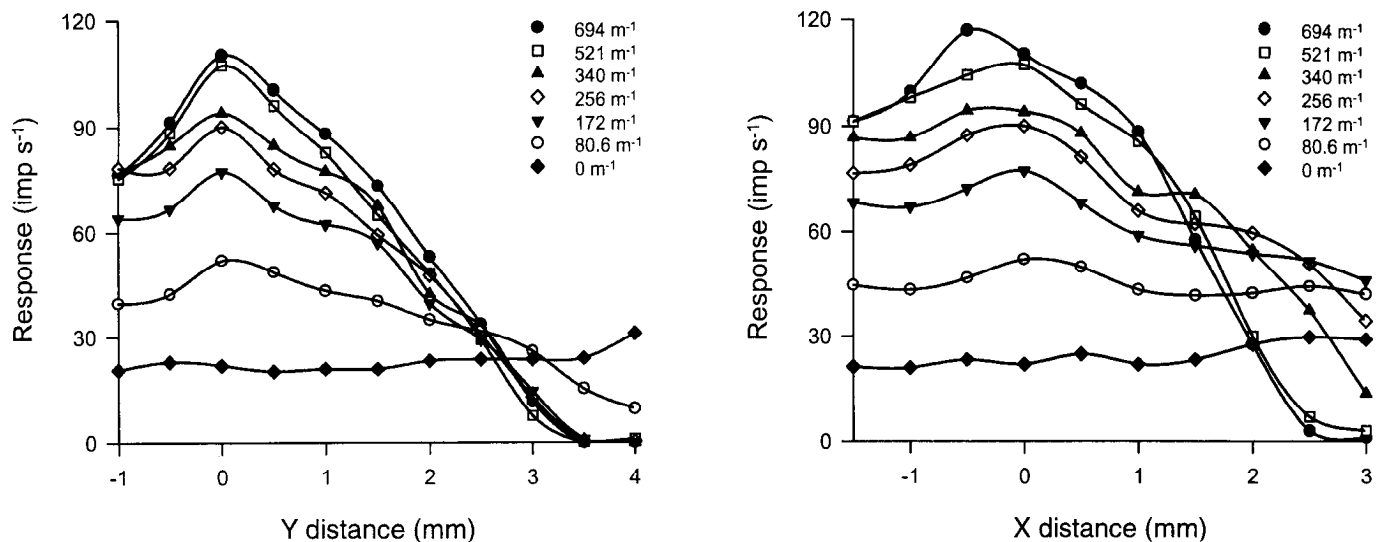 Response (imp s⁻¹)
120
90
60
30
0
-1 0 1 2 3 4
Y distance (mm)
694 m⁻¹
521 m⁻¹
340 m⁻¹
256 m⁻¹
172 m⁻¹
80.6 m⁻¹
0 m⁻¹
Response (imp s⁻¹)
120
90
60
30
0
-1 0 1 2 3
X distance (mm)
694 m⁻¹
521 m⁻¹
340 m⁻¹
256 m⁻¹
172 m⁻¹
80.6 m⁻¹
0 m⁻¹